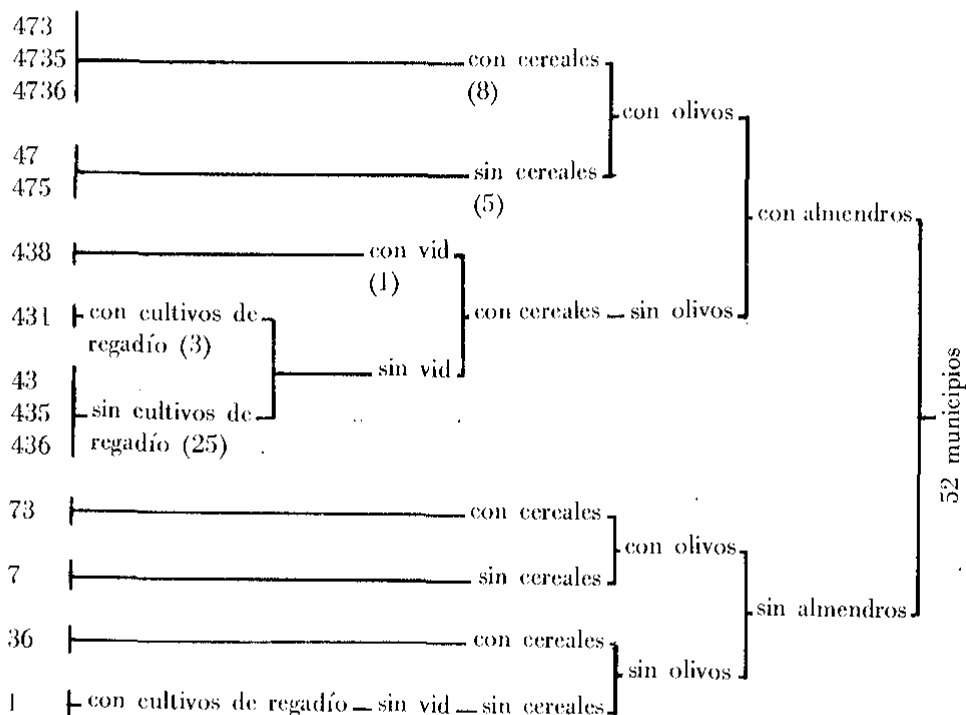 473
4735 con cereales
4736 (8)
con olivos
47
475 sin cereales
(5)
con almendros
438 con vid
(1)
431 con cultivos de
regadío (3)
con cereales sin olivos
sin vid
43
435 sin cultivos de
436 regadío (25)
52 municipios
73 con cereales
con olivos
7 sin cereales
sin almendros
36 con cereales
sin olivos
1 con cultivos de regadío sin vid sin cereales